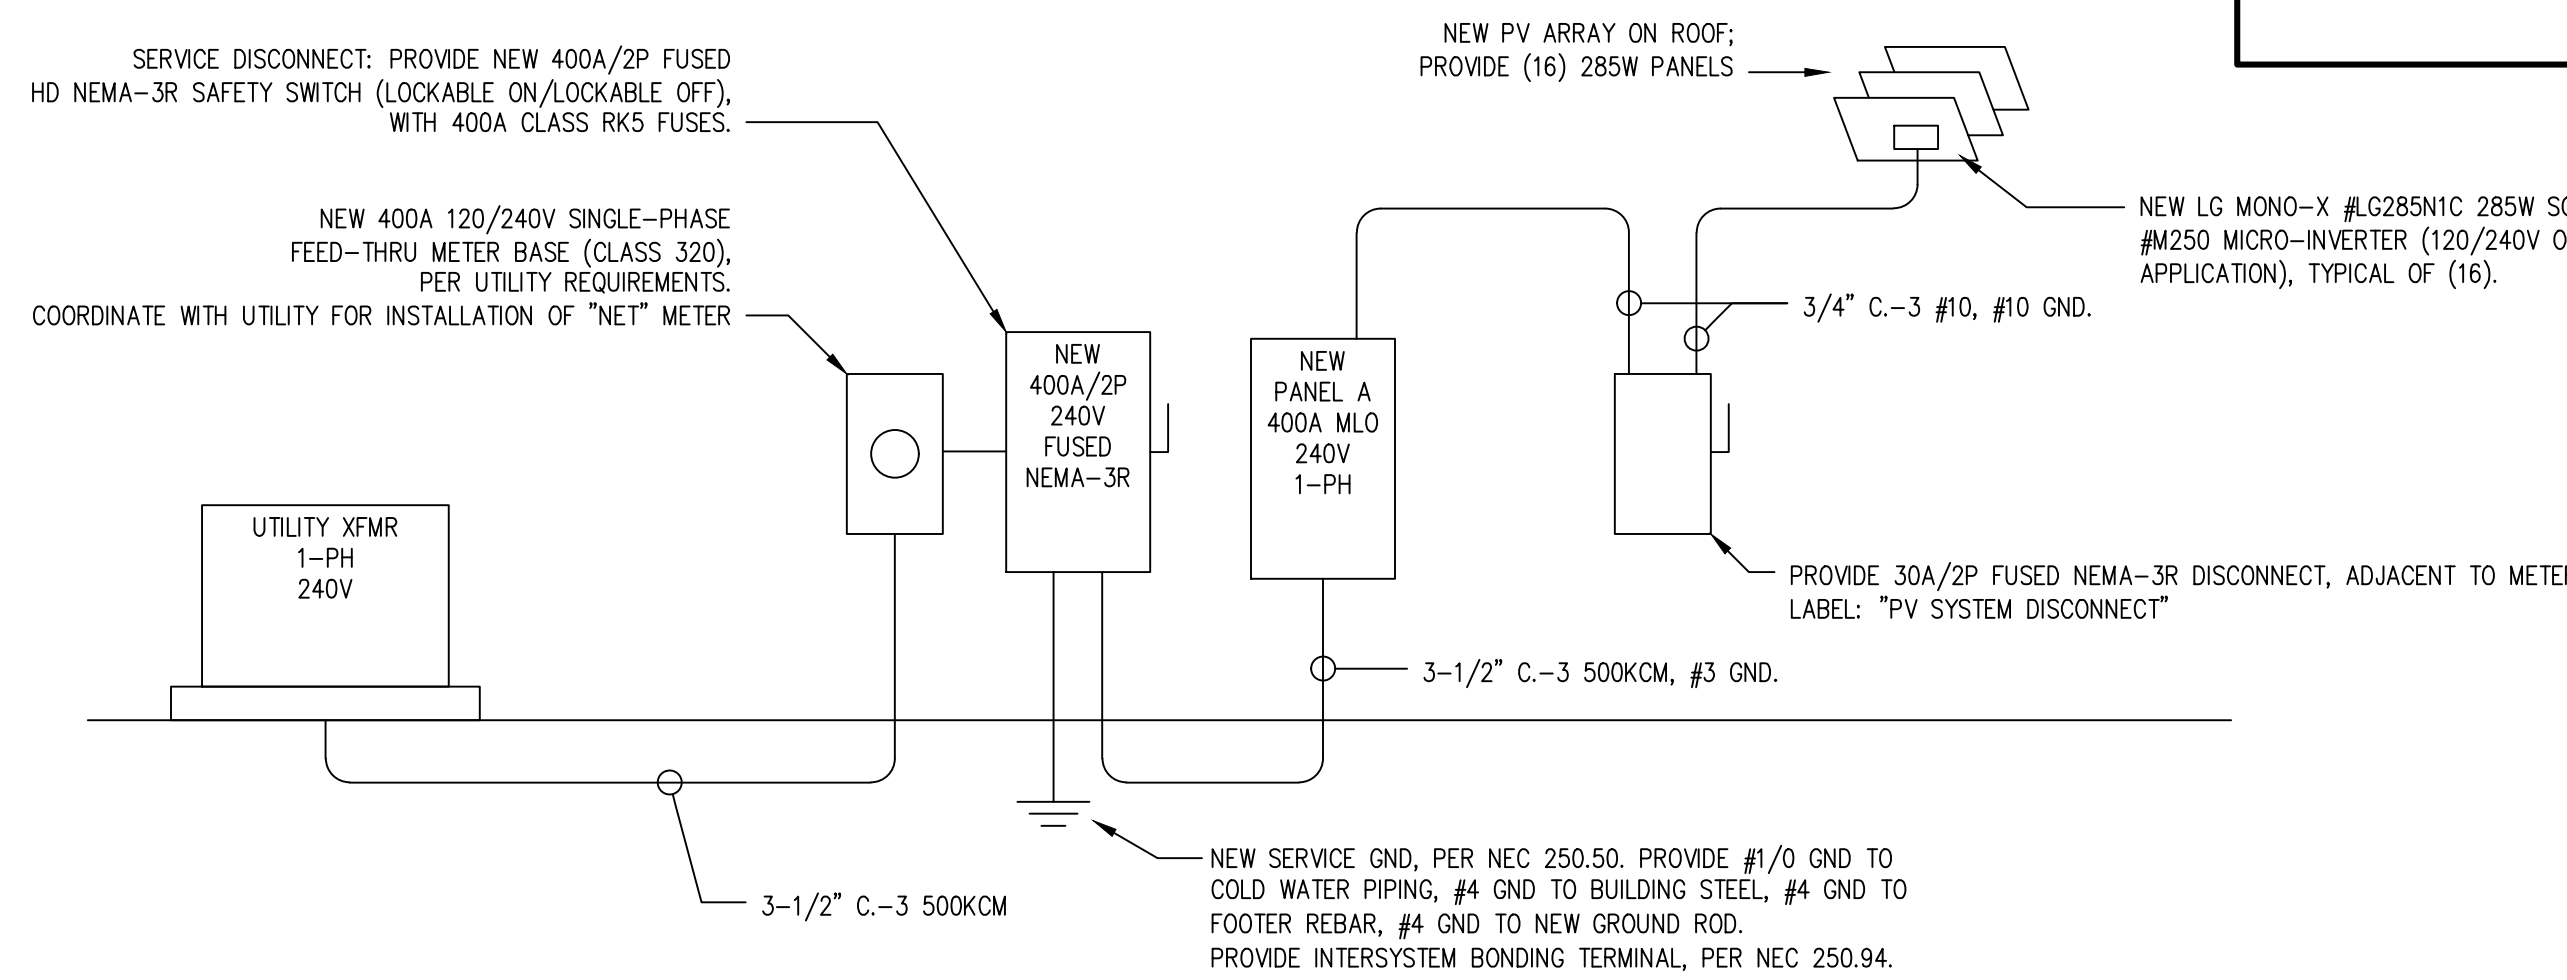 SERVICE DISCONNECT: PROVIDE NEW 400A/2P FUSED
HD NEMA-3R SAFETY SWITCH (LOCKABLE ON/LOCKABLE OFF),
WITH 400A CLASS RK5 FUSES.
NEW 400A 120/240V SINGLE-PHASE
FEED-THRU METER BASE (CLASS 320),
PER UTILITY REQUIREMENTS.
COORDINATE WITH UTILITY FOR INSTALLATION OF "NET" METER
NEW PV ARRAY ON ROOF;
PROVIDE (16) 285W PANELS
NEW LG MONO-X #LG285N1C 285W
#M250 MICRO-INVERTER (120/240V
APPLICATION), TYPICAL OF (16).
3/4" C.-3 #10, #10 GND.
NEW
400A/2P
240V
FUSED
NEMA-3R
NEW
PANEL A
400A MLO
240V
1-PH
UTILITY XFMR
1-PH
240V
PROVIDE 30A/2P FUSED NEMA-3R DISCONNECT, ADJACENT TO METER
LABEL: "PV SYSTEM DISCONNECT"
3-1/2" C.-3 500KCM, #3 GND.
3-1/2" C.-3 500KCM
NEW SERVICE GND, PER NEC 250.50. PROVIDE #1/0 GND TO
COLD WATER PIPING, #4 GND TO BUILDING STEEL, #4 GND TO
FOOTER REBAR, #4 GND TO NEW GROUND ROD.
PROVIDE INTERSYSTEM BONDING TERMINAL, PER NEC 250.94.